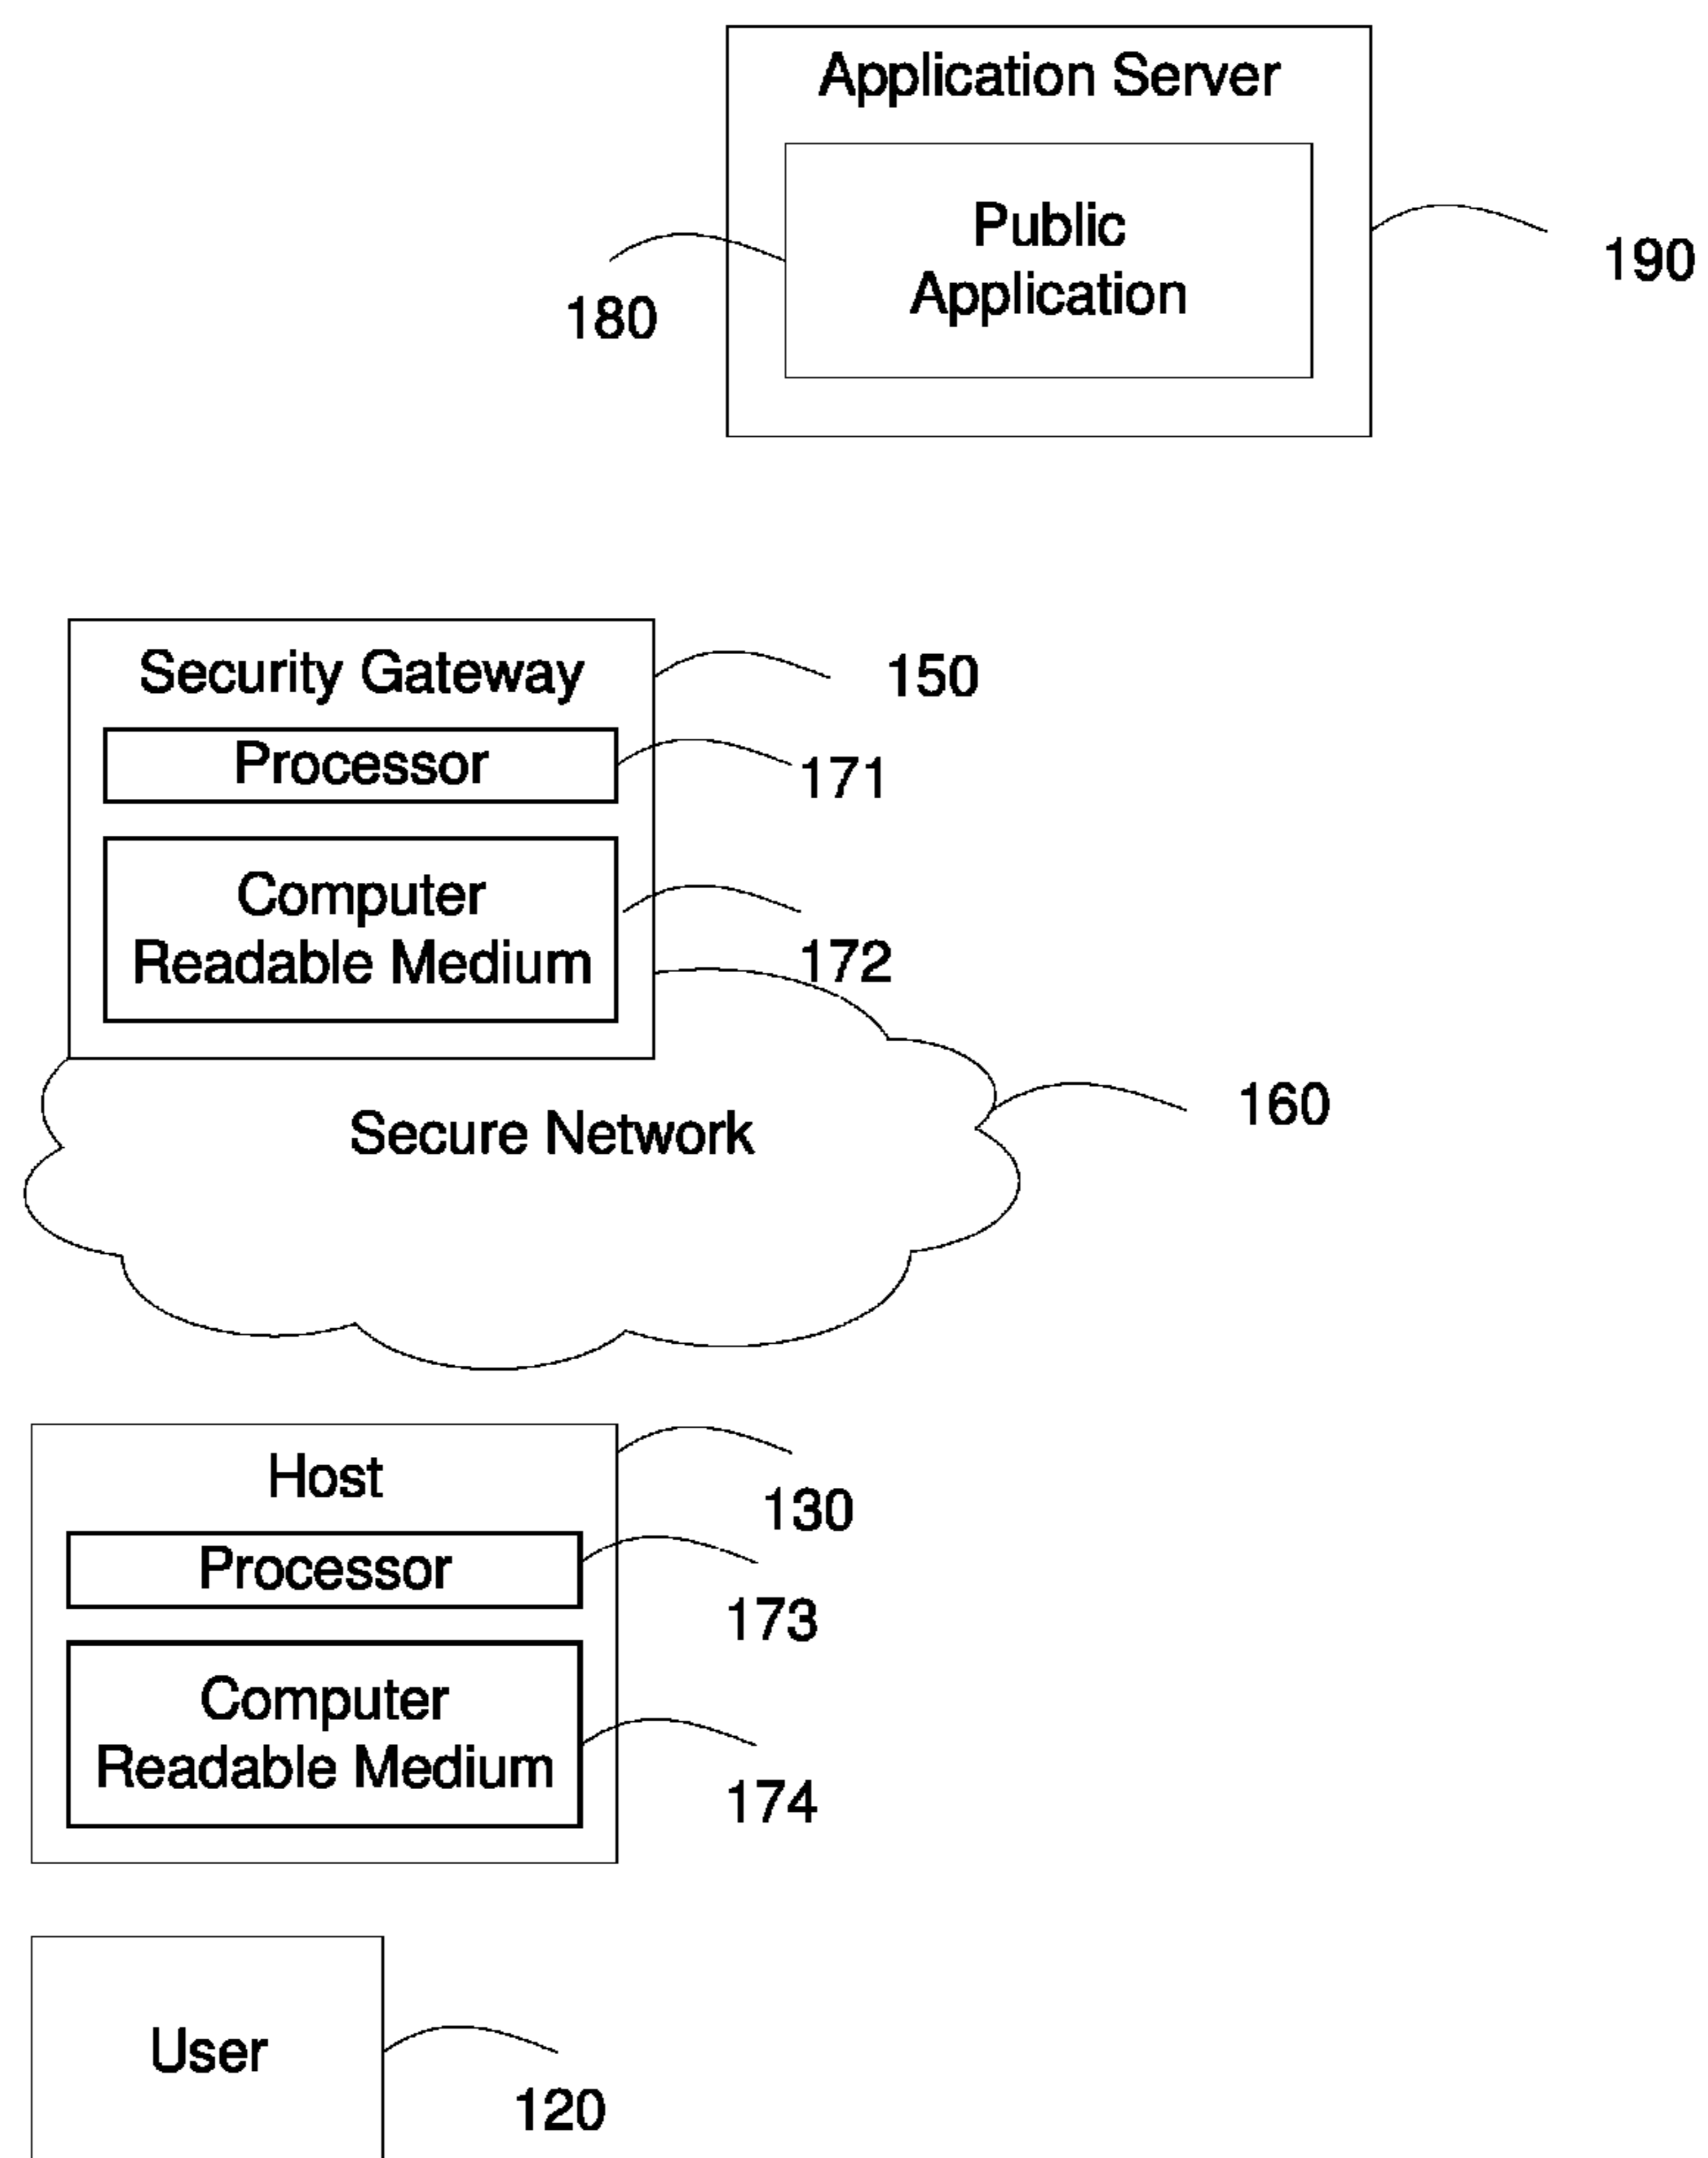 Application Server
Public
Application
190
180
Security Gateway
150
Processor
171
Computer
Readable Medium
172
Secure Network
160
Host
130
Processor
173
Computer
Readable Medium
174
User
120